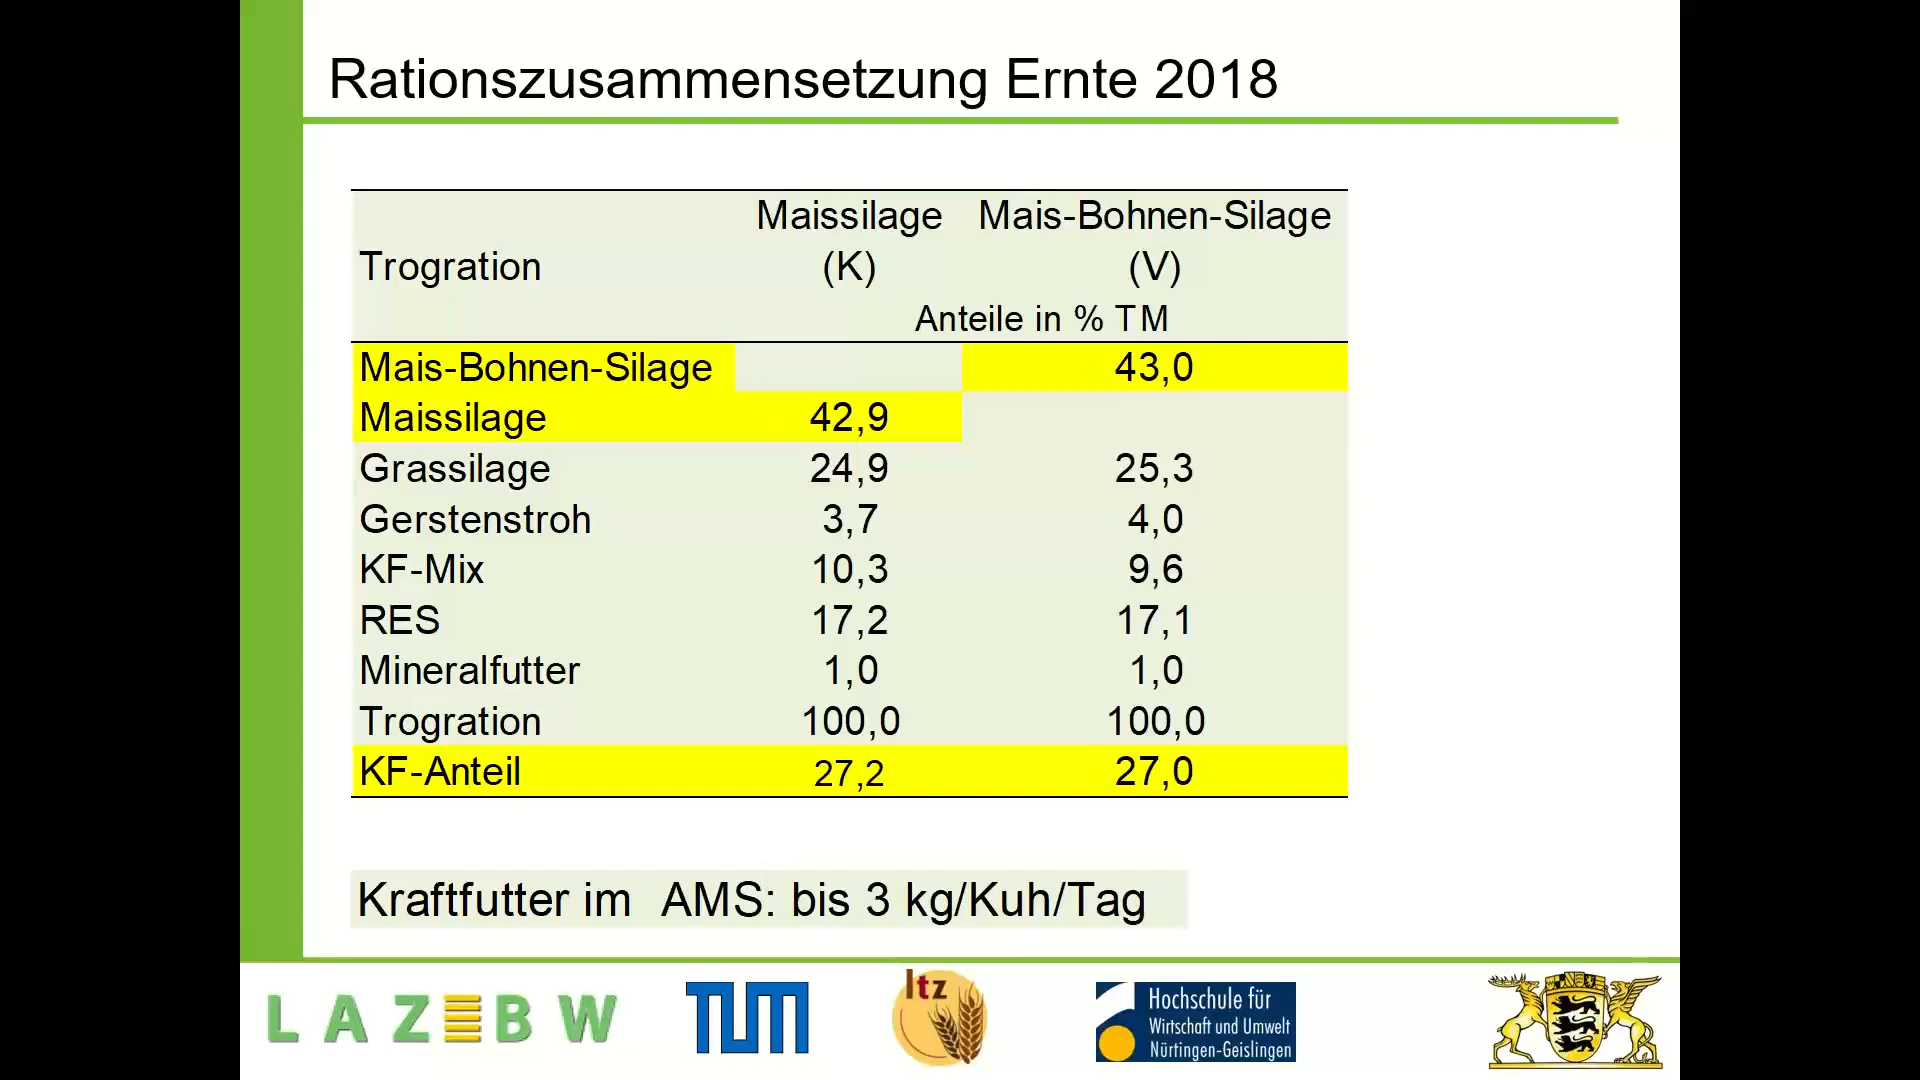 Rationszusammensetzung Ernte 2018
Maissilage Mais-Bohnen-Silage
Trogration (K) (V)
Anteile in % TM
Mais-Bohnen-Silage 43,0
Maissilage 42,9
Grassilage 24,9 25,3
Gerstenstroh 3,7 4,0
KF-Mix 10,3 9,6
RES 17,2 17,1
Mineralfutter 1,0 1,0
Trogration 100,0 100,0
KF-Anteil 27,2 27,0
Kraftfutter im AMS: bis 3 kg/Kuh/Tag
LAZBW
TUM
ltz
Hochschule für
Wirtschaft und Umwelt
Nürtingen-Geislingen